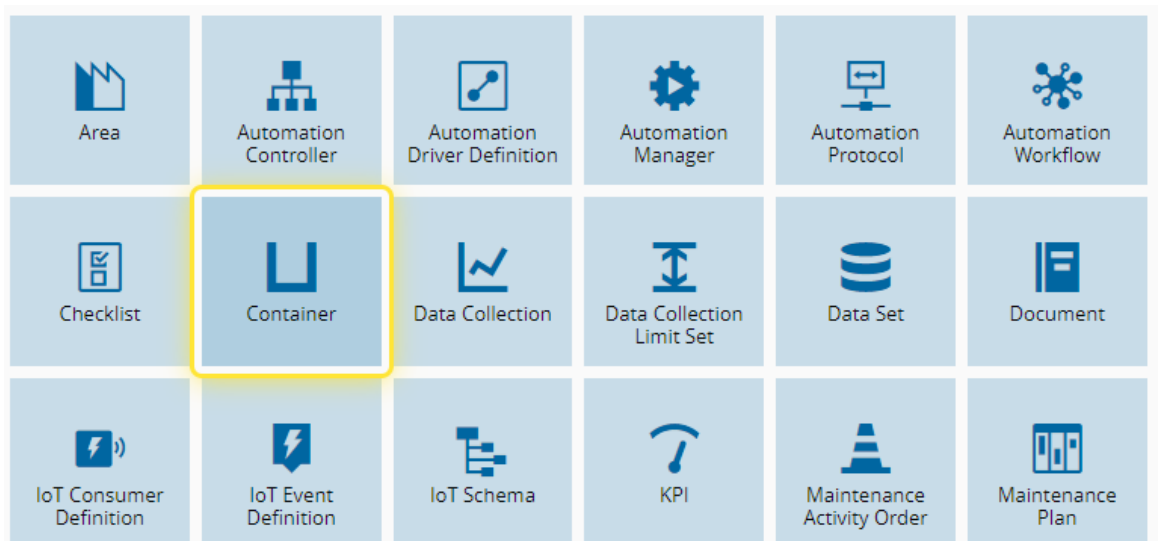 Area
Automation
Controller
Automation
Driver Definition
Automation
Manager
Automation
Protocol
Automation
Workflow
Checklist
Container
Data Collection
Data Collection
Limit Set
Data Set
Document
IoT Consumer
Definition
IoT Event
Definition
IoT Schema
KPI
Maintenance
Activity Order
Maintenance
Plan